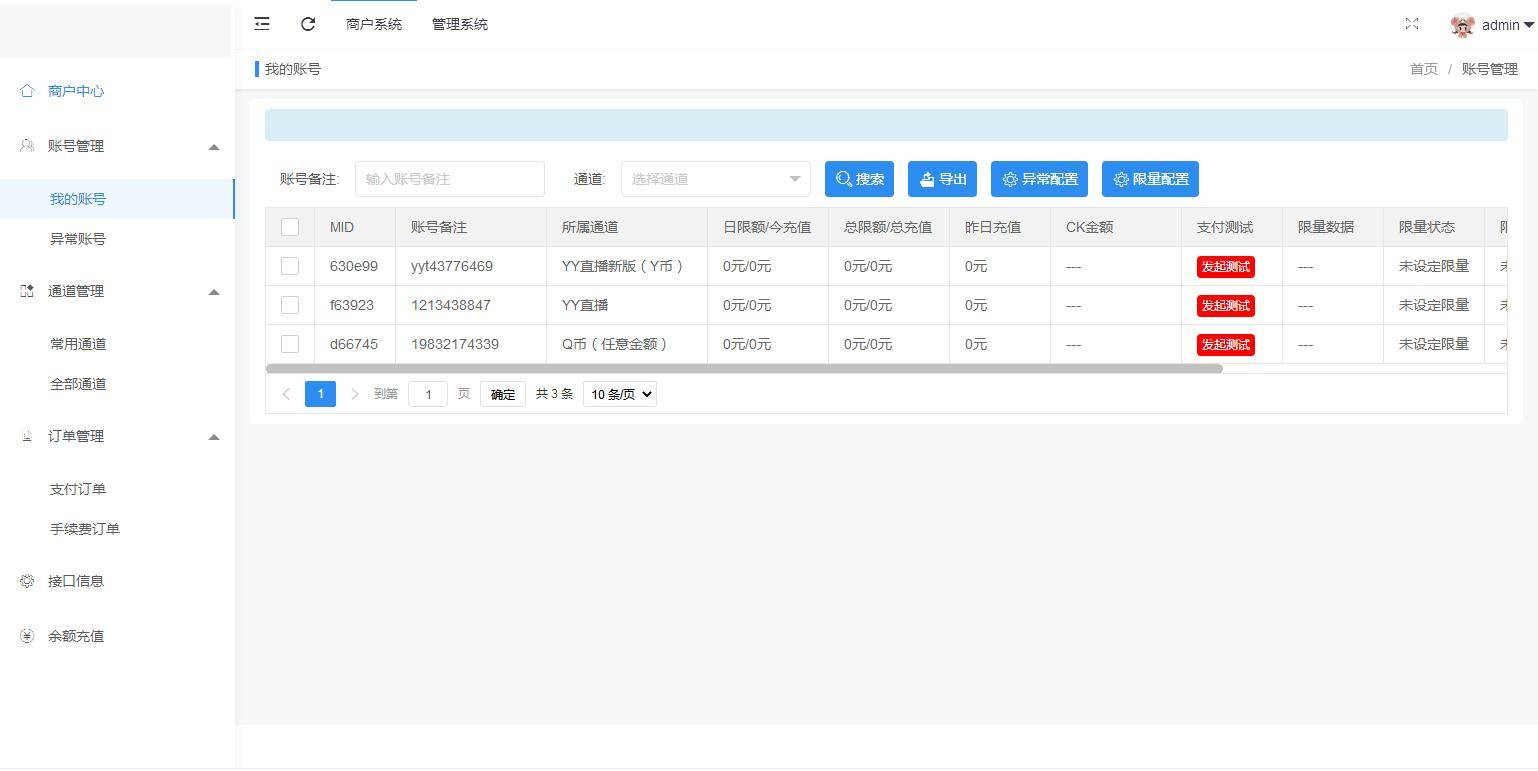 商户系统 管理系统 admin
我的账号 首页 / 账号管理
商户中心
账号管理
我的账号
异常账号
通道管理
常用通道
全部通道
订单管理
支付订单
手续费订单
接口信息
余额充值
账号备注: 输入账号备注 通道: 选择通道 搜索 导出 异常配置 限量配置
MID 账号备注 所属通道 日限额/今充值 总限额/总充值 昨日充值 CK金额 支付测试 限量数据 限量状态
630e99 yyt43776469 YY直播新版（Y币） 0元/0元 0元/0元 0元 --- 发起测试 --- 未设定限量
f63923 1213438847 YY直播 0元/0元 0元/0元 0元 --- 发起测试 --- 未设定限量
d66745 19832174339 Q币（任意金额） 0元/0元 0元/0元 0元 --- 发起测试 --- 未设定限量
1 到第 1 页 确定 共 3 条 10 条/页